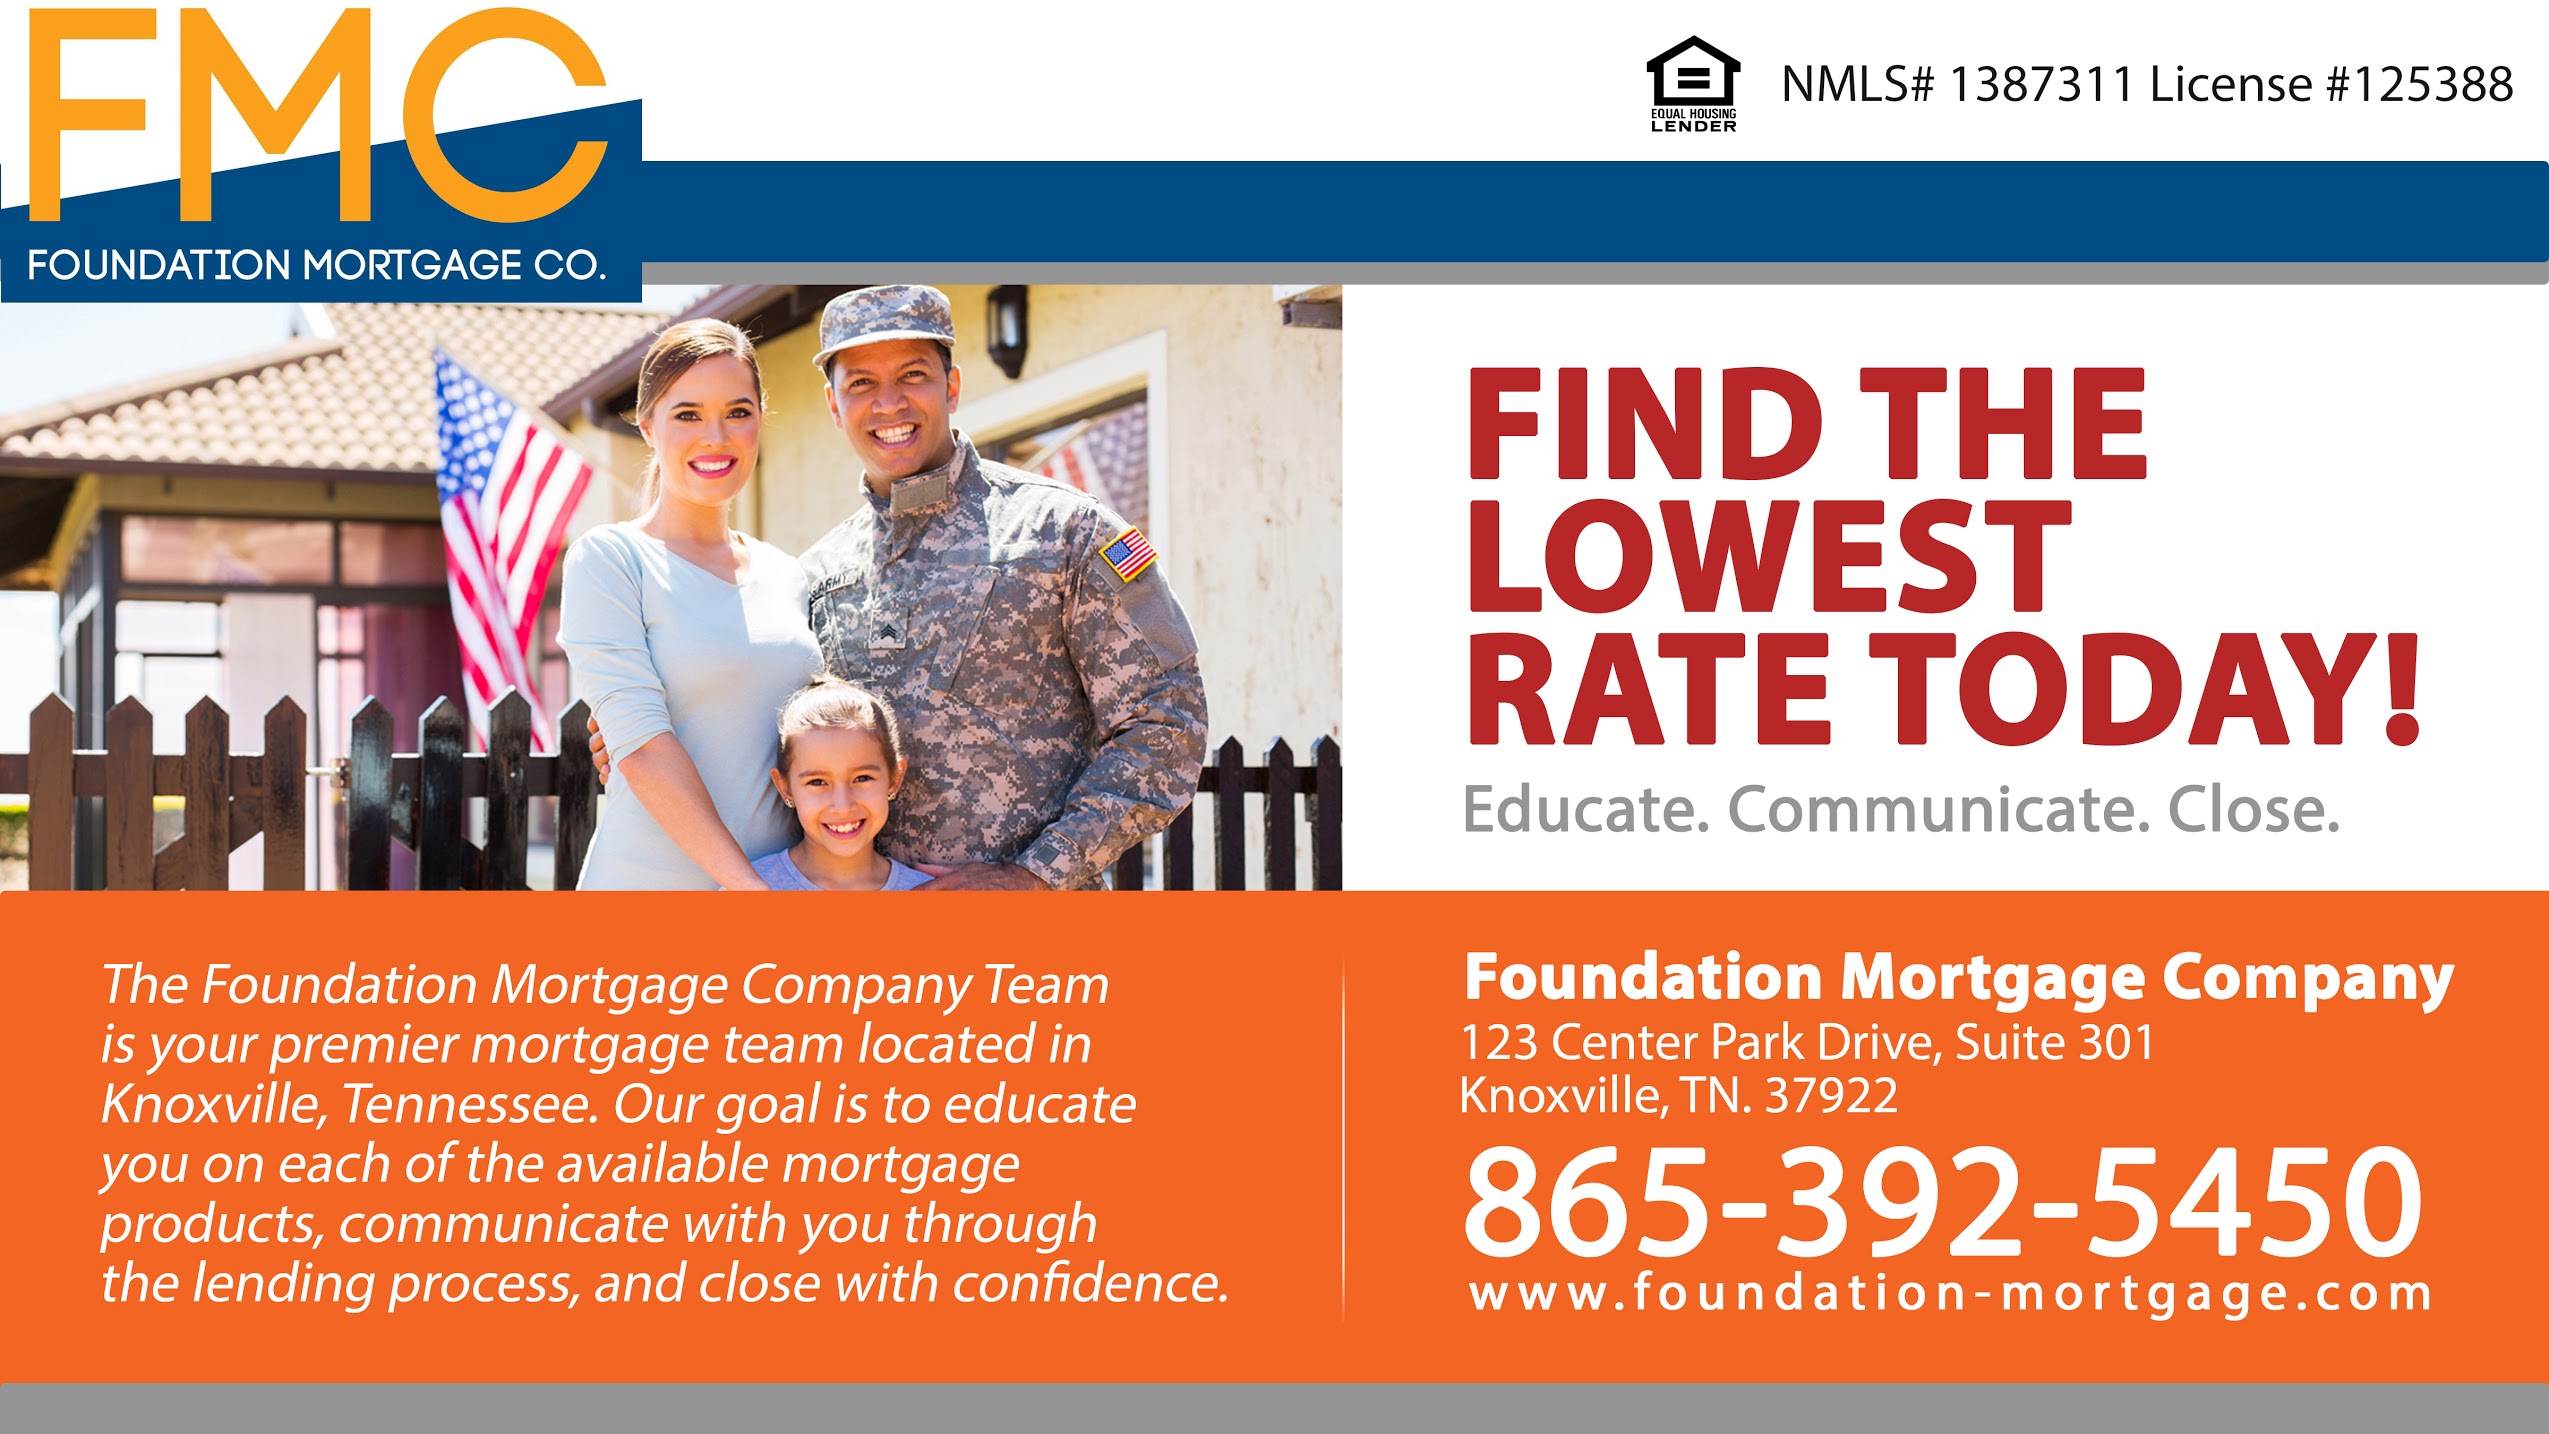 FMC
FOUNDATION MORTGAGE CO.
EQUAL HOUSING
LENDER
NMLS# 1387311 License #125388
ARMY
FIND THE
LOWEST
RATE TODAY!
Educate. Communicate. Close.
The Foundation Mortgage Company Team
is your premier mortgage team located in
Knoxville, Tennessee. Our goal is to educate
you on each of the available mortgage
products, communicate with you through
the lending process, and close with confidence.
Foundation Mortgage Company
123 Center Park Drive, Suite 301
Knoxville, TN. 37922
865-392-5450
www.foundation-mortgage.com